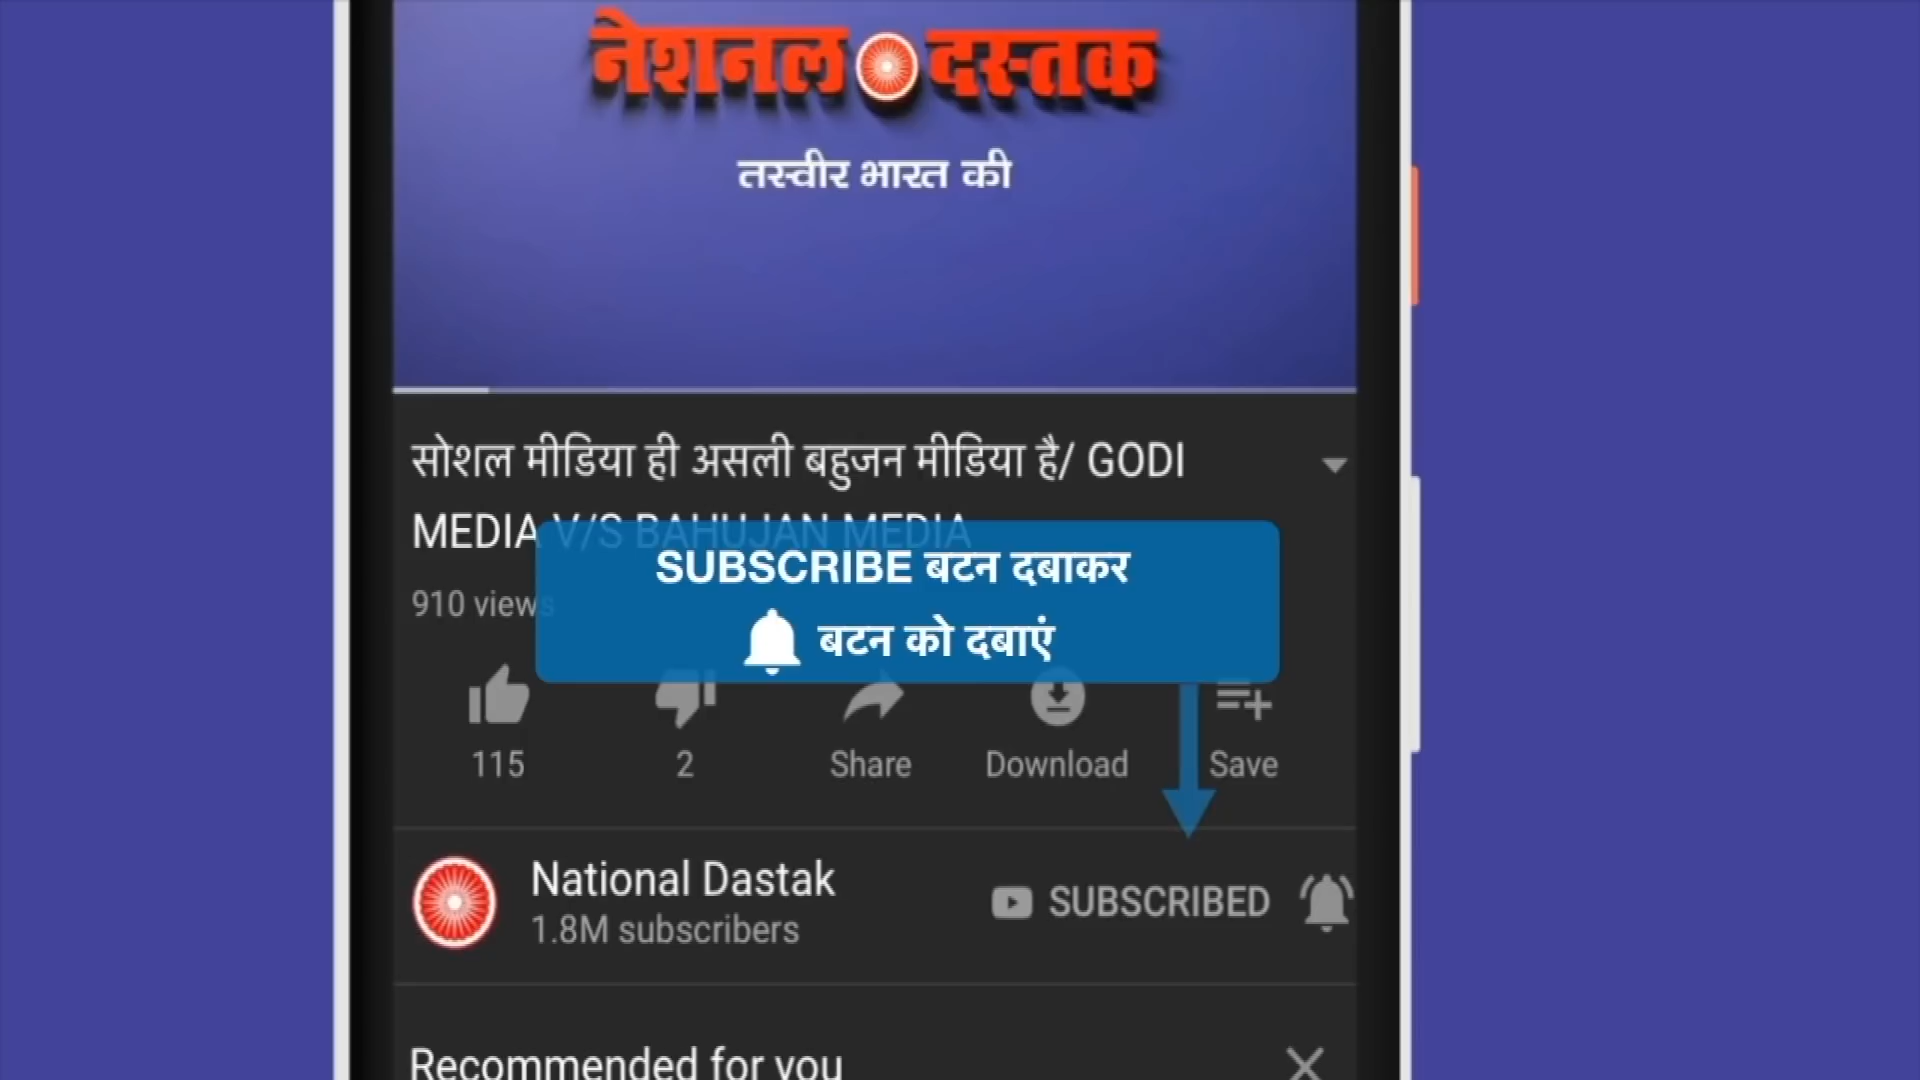 नेशनल दस्तक
तस्वीर भारत की
सोशल मीडिया ही असली बहुजन मीडिया है/ GODI
MEDIA V/S BAHUJAN MEDIA
SUBSCRIBE बटन दबाकर
910 views
बटन को दबाएं
115
2
Share
Download
Save
National Dastak
SUBSCRIBED
1.8M subscribers
Recommended for you